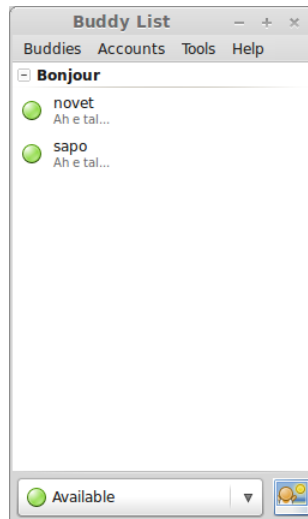 Buddy List
Buddies Accounts Tools Help
Bonjour
novet
Ah e tal...
sapo
Ah e tal...
Available